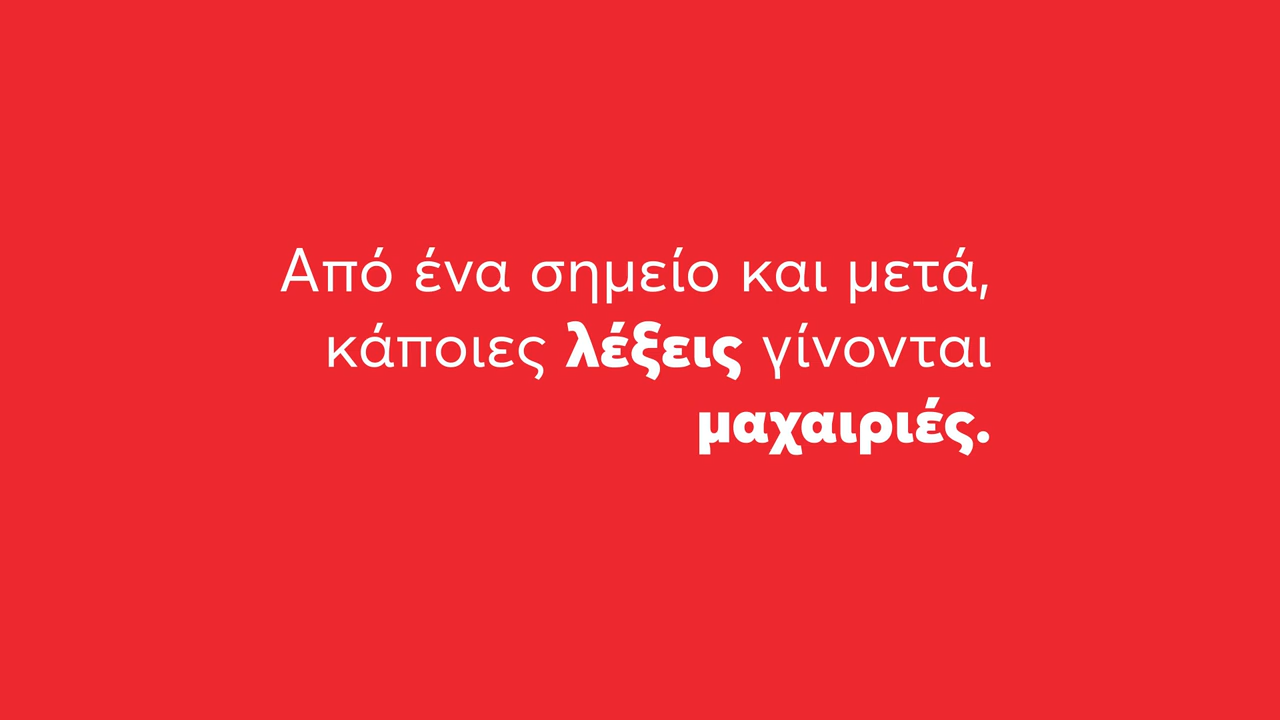 Από ένα σημείο και μετά,
κάποιες λέξεις γίνονται
μαχαιριές.